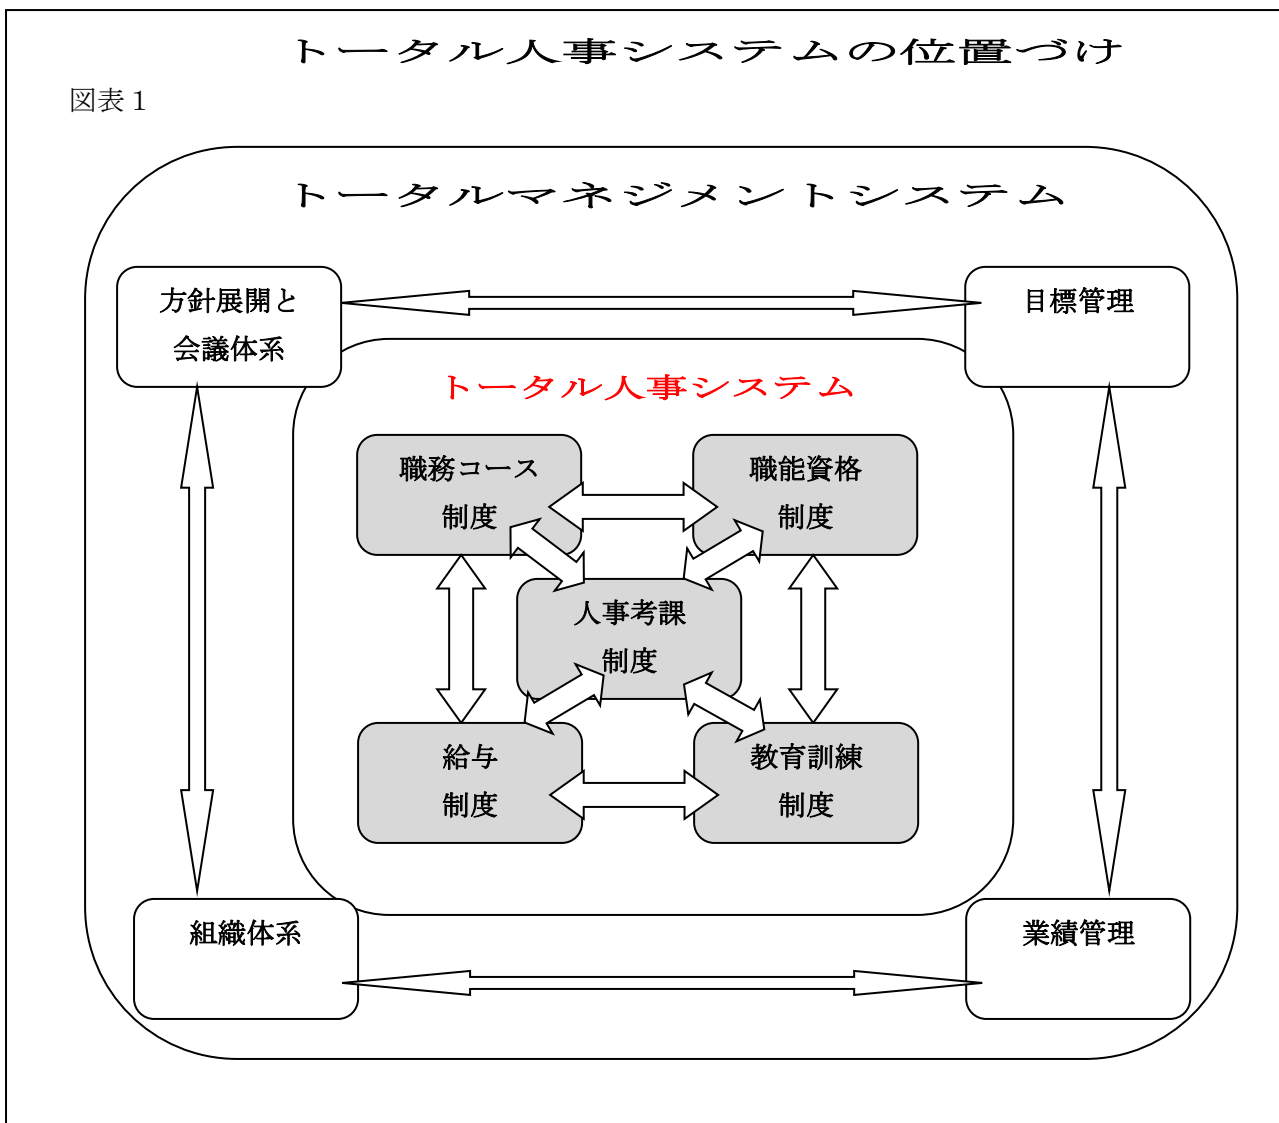 トータル人事システムの位置づけ
図表１
トータルマネジメントシステム
方針展開と
会議体系
目標管理
トータル人事システム
職務コース
制度
職能資格
制度
人事考課
制度
給与
制度
教育訓練
制度
組織体系
業績管理